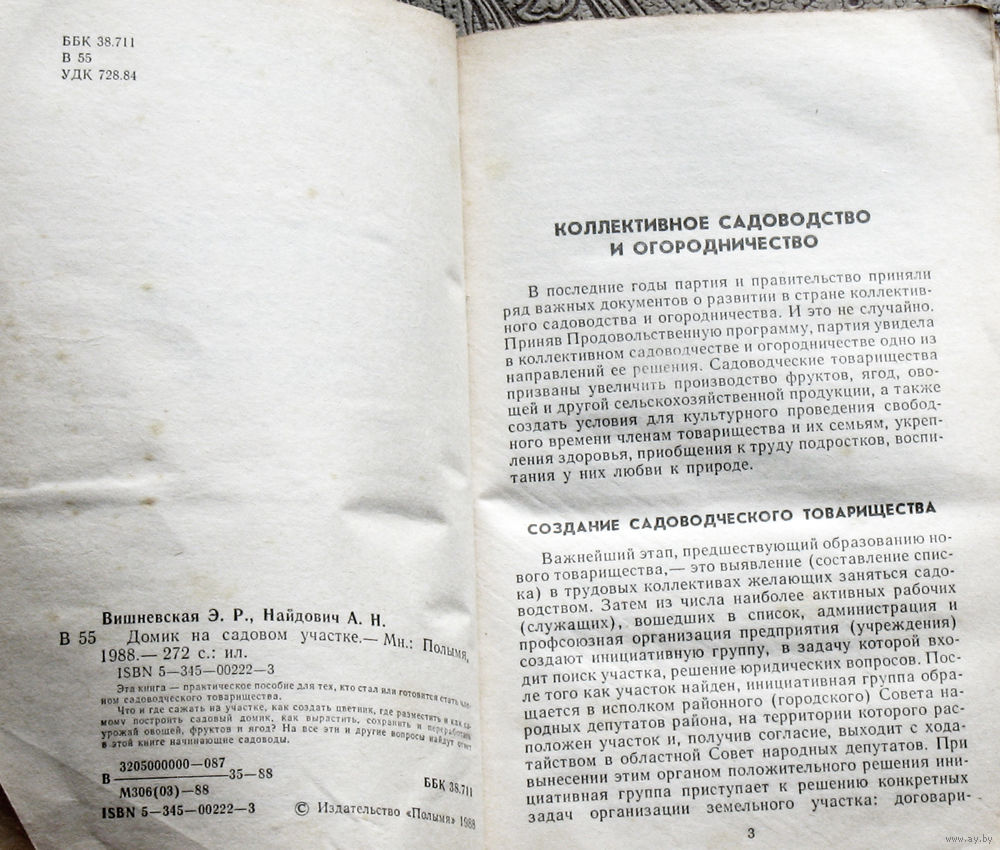 ББК 38.711
В 55
УДК 728.84
Вишневская Э. Р., Найдович А. Н.
В 55 Домик на садовом участке.— Мн.: Полымя,
1988.— 272 с.: ил.
ISBN 5—345—00222—3
Эта книга — практическое пособие для тех, кто стал или готовится стать чле-
ном садоводческого товарищества.
Что и где сажать на участке, как создать цветник, где разместить и как са-
мому построить садовый домик, как вырастить, сохранить и переработать
урожай овощей, фруктов и ягод? На все эти и другие вопросы найдут ответ
в этой книге начинающие садоводы.
3205000000—087
В 35—88
М306(03)—88
ББК 38.711
ISBN 5—345—00222—3
© Издательство «Полымя» 1988
КОЛЛЕКТИВНОЕ САДОВОДСТВО
И ОГОРОДНИЧЕСТВО
В последние годы партия и правительство приняли
ряд важных документов о развитии в стране коллектив-
ного садоводства и огородничества. И это не случайно.
Приняв Продовольственную программу, партия увидела
в коллективном садоводчестве и огородничестве одно из
направлений ее решения. Садоводческие товарищества
призваны увеличить производство фруктов, ягод, ово-
щей и другой сельскохозяйственной продукции, а также
создать условия для культурного проведения свобод-
ного времени членам товарищества и их семьям, укреп-
ления здоровья, приобщения к труду подростков, воспи-
тания у них любви к природе.
СОЗДАНИЕ САДОВОДЧЕСКОГО ТОВАРИЩЕСТВА
Важнейший этап, предшествующий образованию но-
вого товарищества,— это выявление (составление спис-
ка) в трудовых коллективах желающих заняться садо-
водством. Затем из числа наиболее активных рабочих
(служащих), вошедших в список, администрация и
профсоюзная организация предприятия (учреждения)
создают инициативную группу, в задачу которой вхо-
дит поиск участка, решение юридических вопросов. Пос-
ле того как участок найден, инициативная группа обра-
щается в исполком районного (городского) Совета на-
родных депутатов района, на территории которого рас-
положен участок и, получив согласие, выходит с хода-
тайством в областной Совет народных депутатов. При
вынесении этим органом положительного решения ини-
циативная группа приступает к решению конкретных
задач организации земельного участка: договари-
3
www.ay.by